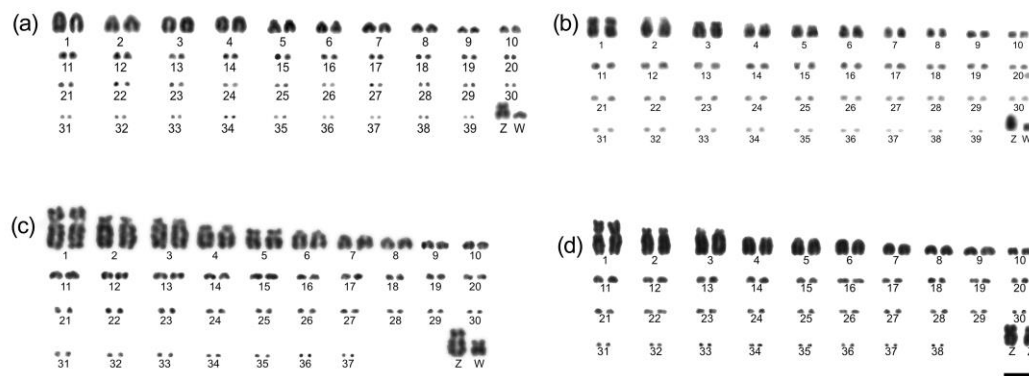 (a)
1 2 3 4 5 6 7 8 9 10
11 12 13 14 15 16 17 18 19 20
21 22 23 24 25 26 27 28 29 30
31 32 33 34 35 36 37 38 39 Z W
(b)
1 2 3 4 5 6 7 8 9 10
11 12 13 14 15 16 17 18 19 20
21 22 23 24 25 26 27 28 29 30
31 32 33 34 35 36 37 38 39 Z W
(c)
1 2 3 4 5 6 7 8 9 10
11 12 13 14 15 16 17 18 19 20
21 22 23 24 25 26 27 28 29 30
31 32 33 34 35 36 37 Z W
(d)
1 2 3 4 5 6 7 8 9 10
11 12 13 14 15 16 17 18 19 20
21 22 23 24 25 26 27 28 29 30
31 32 33 34 35 36 37 38 Z